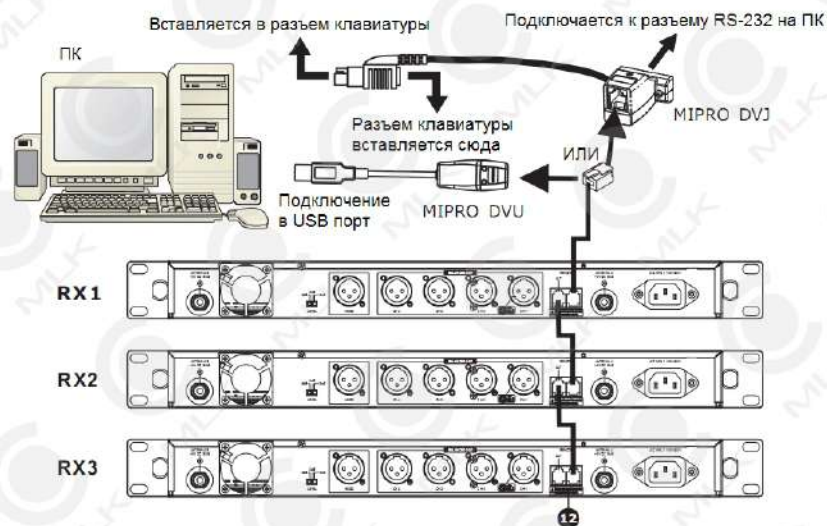 Вставляется в разъем клавиатуры
Подключается к разъему RS-232 на ПК
ПК
MIPRO DVJ
Разъем клавиатуры
вставляется сюда
ИЛИ
Подключение
в USB порт
MIPRO DVU
RX1
RX2
RX3
12
MLK